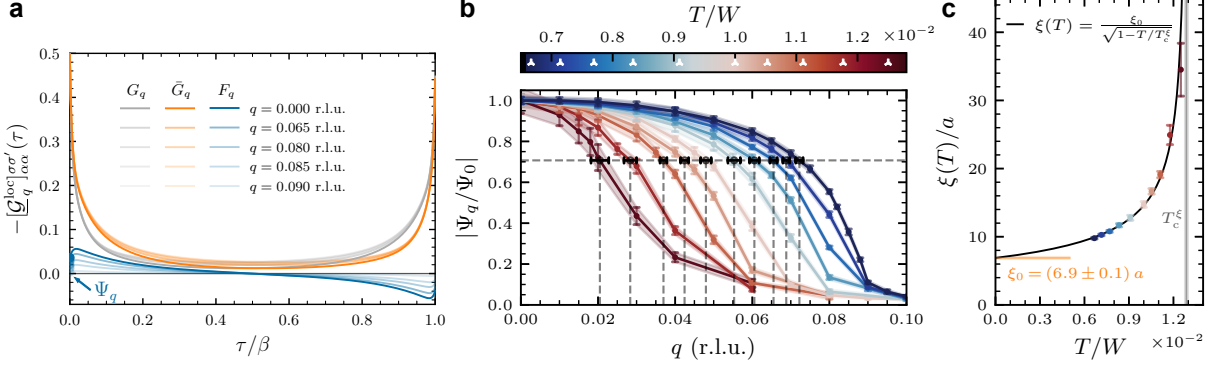 a
−[𝒢_q^loc]_αα^σσ′(τ)
0.5
0.4
0.3
0.2
0.1
0.0
G_q Ḡ_q F_q
q = 0.000 r.l.u.
q = 0.065 r.l.u.
q = 0.080 r.l.u.
q = 0.085 r.l.u.
q = 0.090 r.l.u.
Ψ_q
0.0 0.2 0.4 0.6 0.8 1.0
τ/β
b
T/W
0.7 0.8 0.9 1.0 1.1 1.2 ×10⁻²
|Ψ_q/Ψ_0|
1.0
0.8
0.6
0.4
0.2
0.0
0.00 0.02 0.04 0.06 0.08 0.10
q (r.l.u.)
c
ξ(T)/a
40
30
20
10
0
ξ(T) = ξ_0/√(1−T/T_c^ξ)
T_c^ξ
ξ_0 = (6.9 ± 0.1) a
0.0 0.3 0.6 0.9 1.2
×10⁻²
T/W